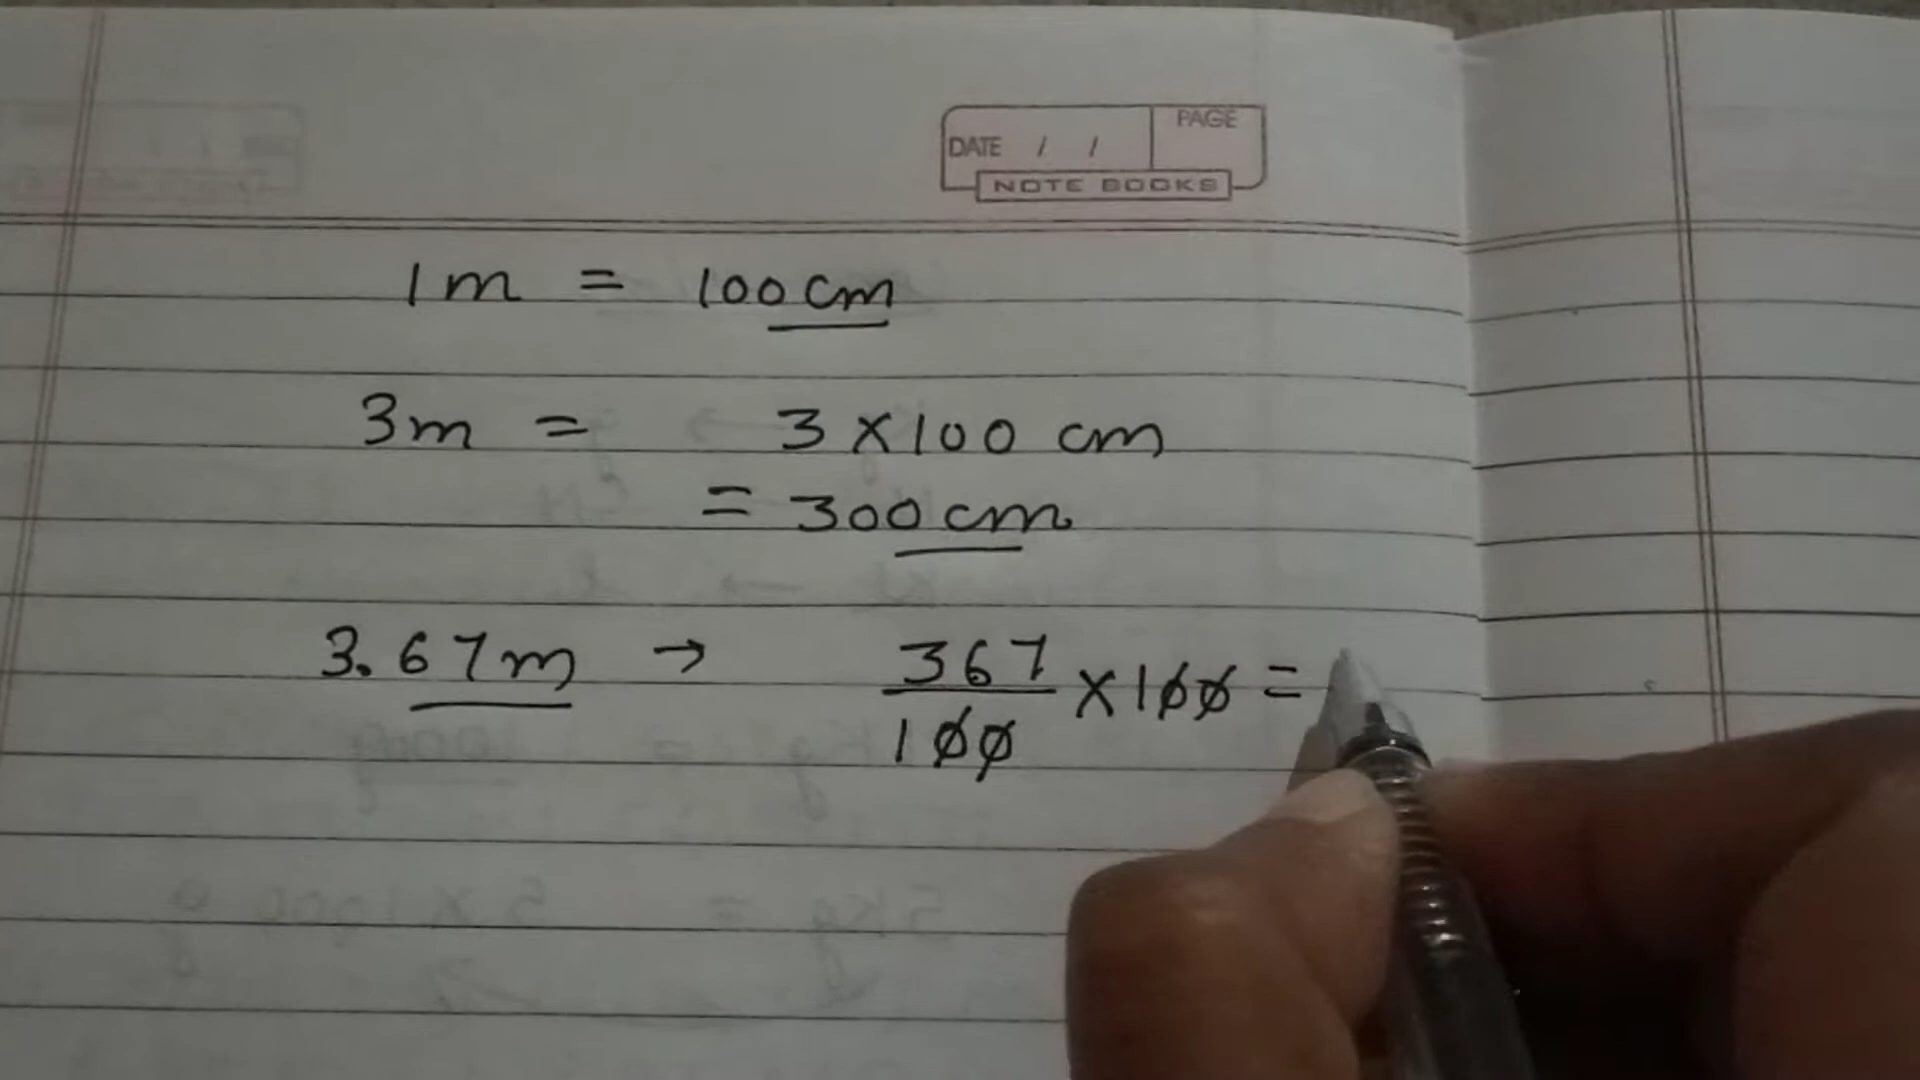 DATE / / PAGE
NOTE BOOKS
1m = 100cm
3m = 3×100 cm
= 300cm
3.67m → 367/100 ×100 =